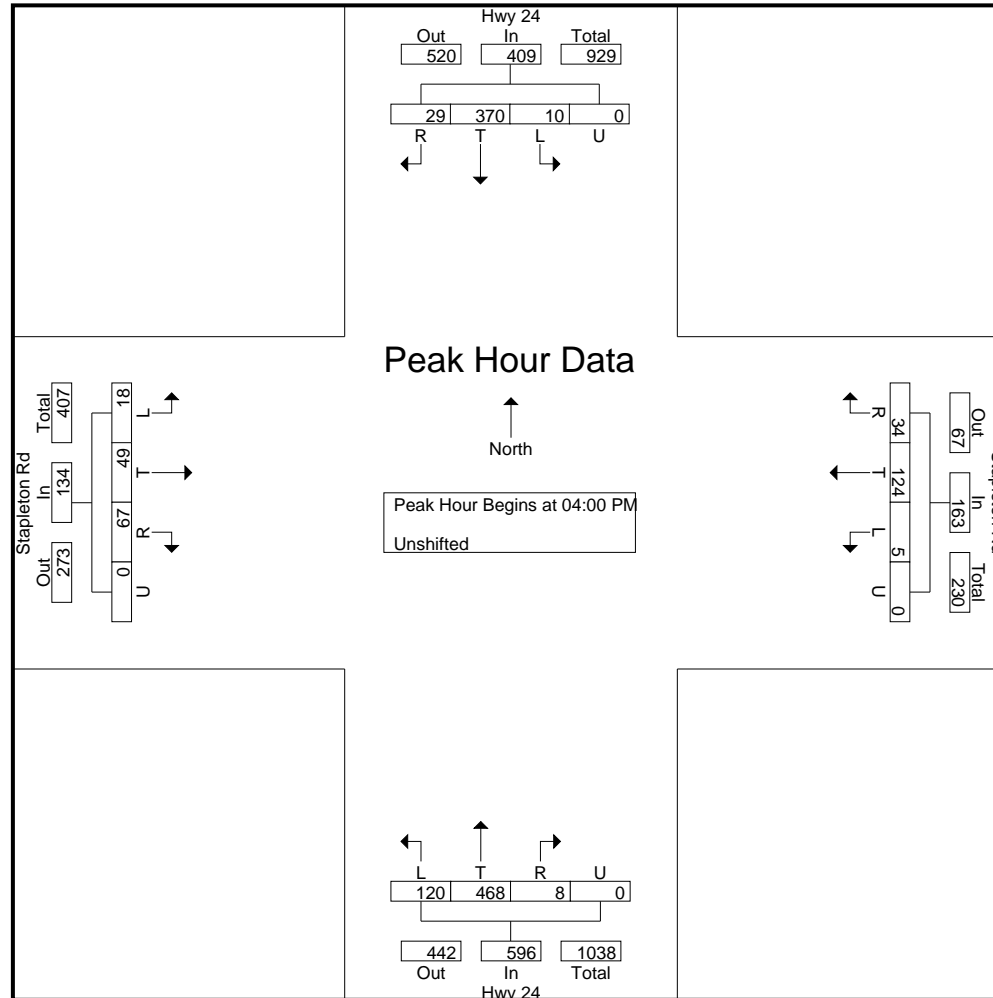 Hwy 24
Out In Total
520 409 929
29 370 10 0
R T L U
Peak Hour Data
North
Peak Hour Begins at 04:00 PM
Unshifted
Stapleton Rd
Total In Out
407 134 273
18 49 67 0
L T R U
R T L U
34 124 5 0
Out In Total
67 163 230
L T R U
120 468 8 0
442 596 1038
Out In Total
Hwy 24